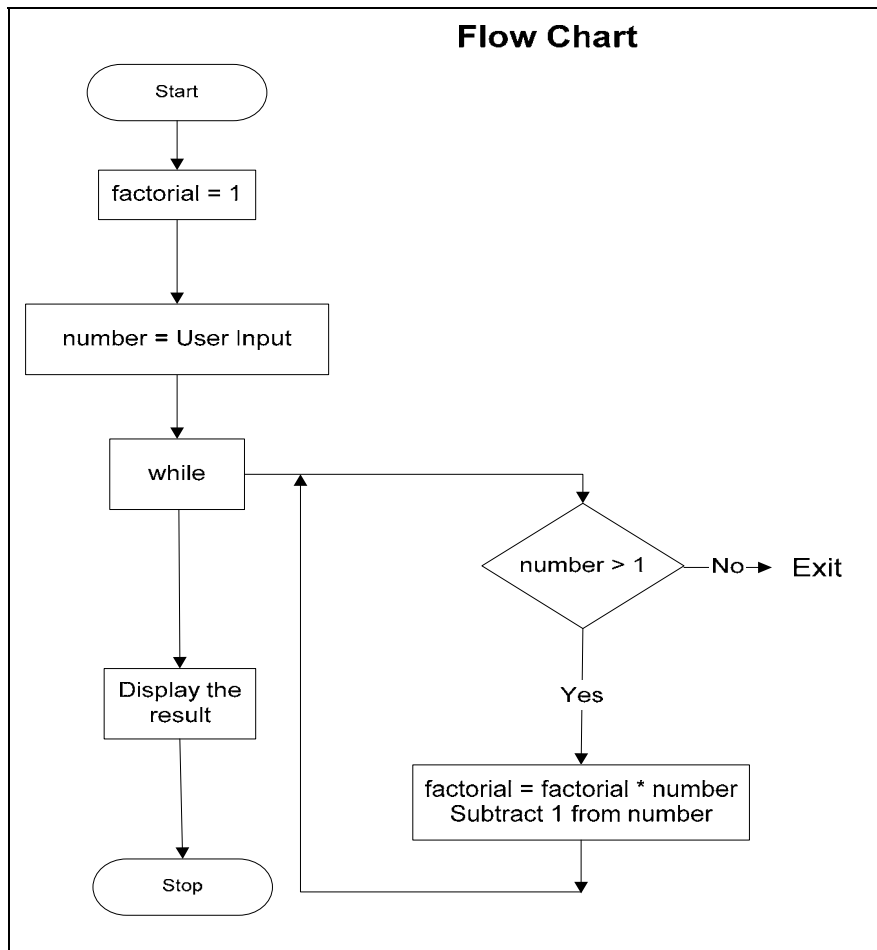 Flow Chart
Start
factorial = 1
number = User Input
while
number > 1
No
Exit
Yes
Display the
result
factorial = factorial * number
Subtract 1 from number
Stop